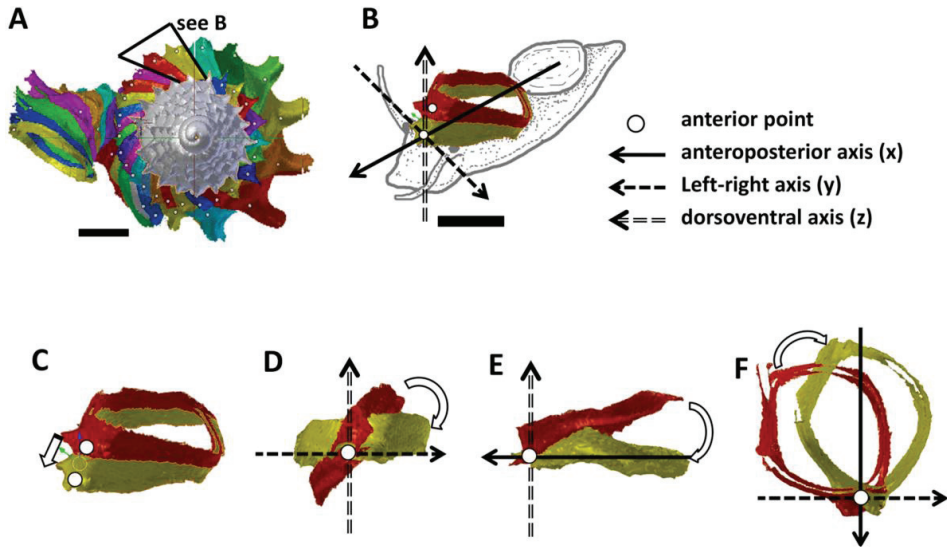 A
see B
B
anterior point
anteroposterior axis (x)
Left-right axis (y)
dorsoventral axis (z)
C
D
E
F